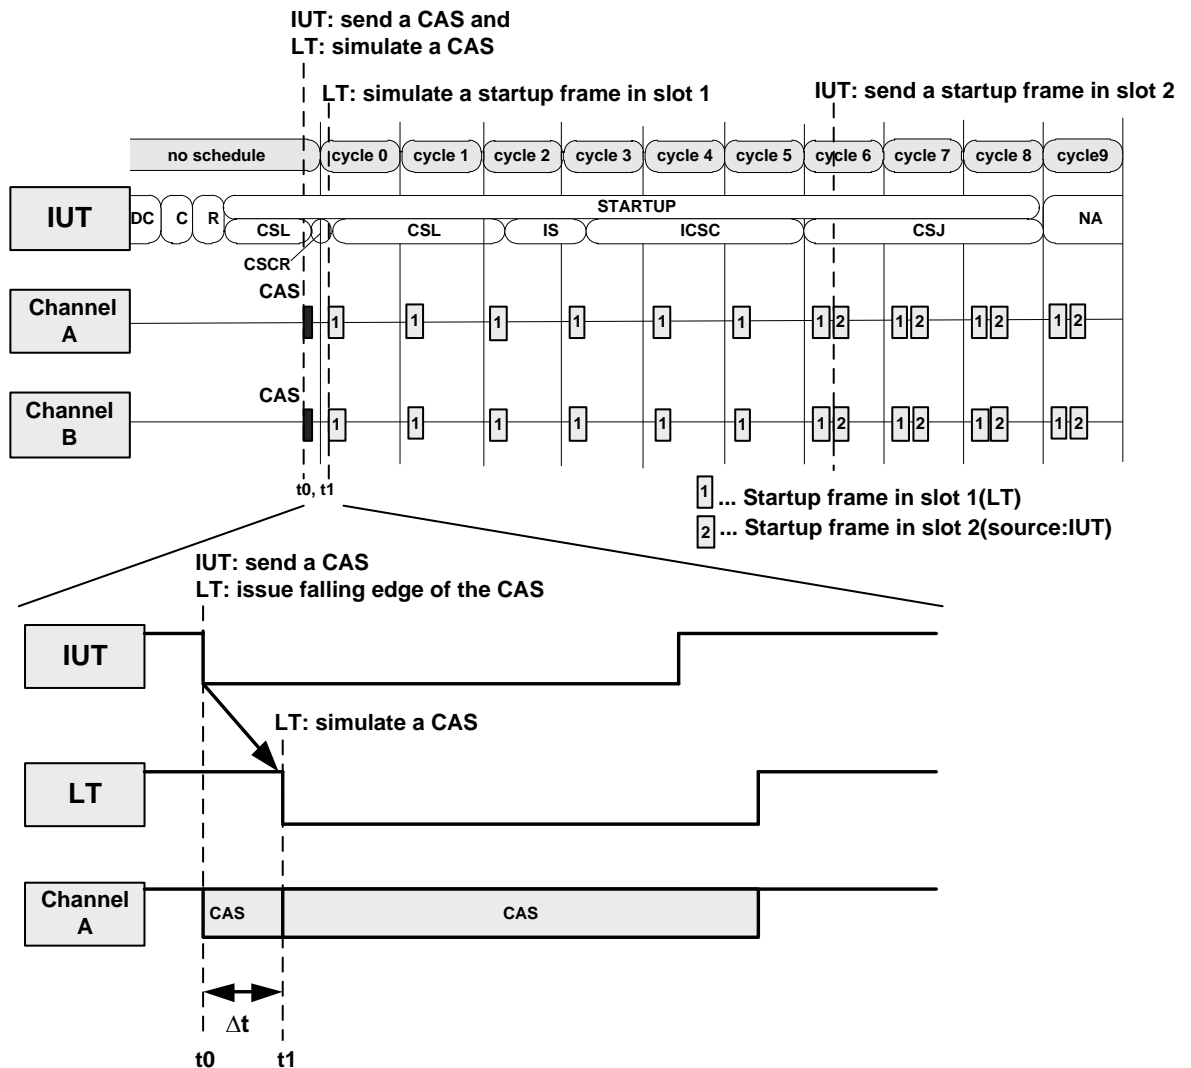 IUT: send a CAS and
LT: simulate a CAS
LT: simulate a startup frame in slot 1
IUT: send a startup frame in slot 2
no schedule
cycle 0
cycle 1
cycle 2
cycle 3
cycle 4
cycle 5
cycle 6
cycle 7
cycle 8
cycle9
IUT
DC
C
R
STARTUP
NA
CSL
CSL
IS
ICSC
CSJ
CSCR
CAS
Channel
A
1
1
1
1
1
1
1
2
1
2
1
2
1
2
CAS
Channel
B
1
1
1
1
1
1
1
2
1
2
1
2
1
2
t0, t1
1 ... Startup frame in slot 1(LT)
2 ... Startup frame in slot 2(source:IUT)
IUT: send a CAS
LT: issue falling edge of the CAS
IUT
LT: simulate a CAS
LT
Channel
A
CAS
CAS
Δt
t0
t1